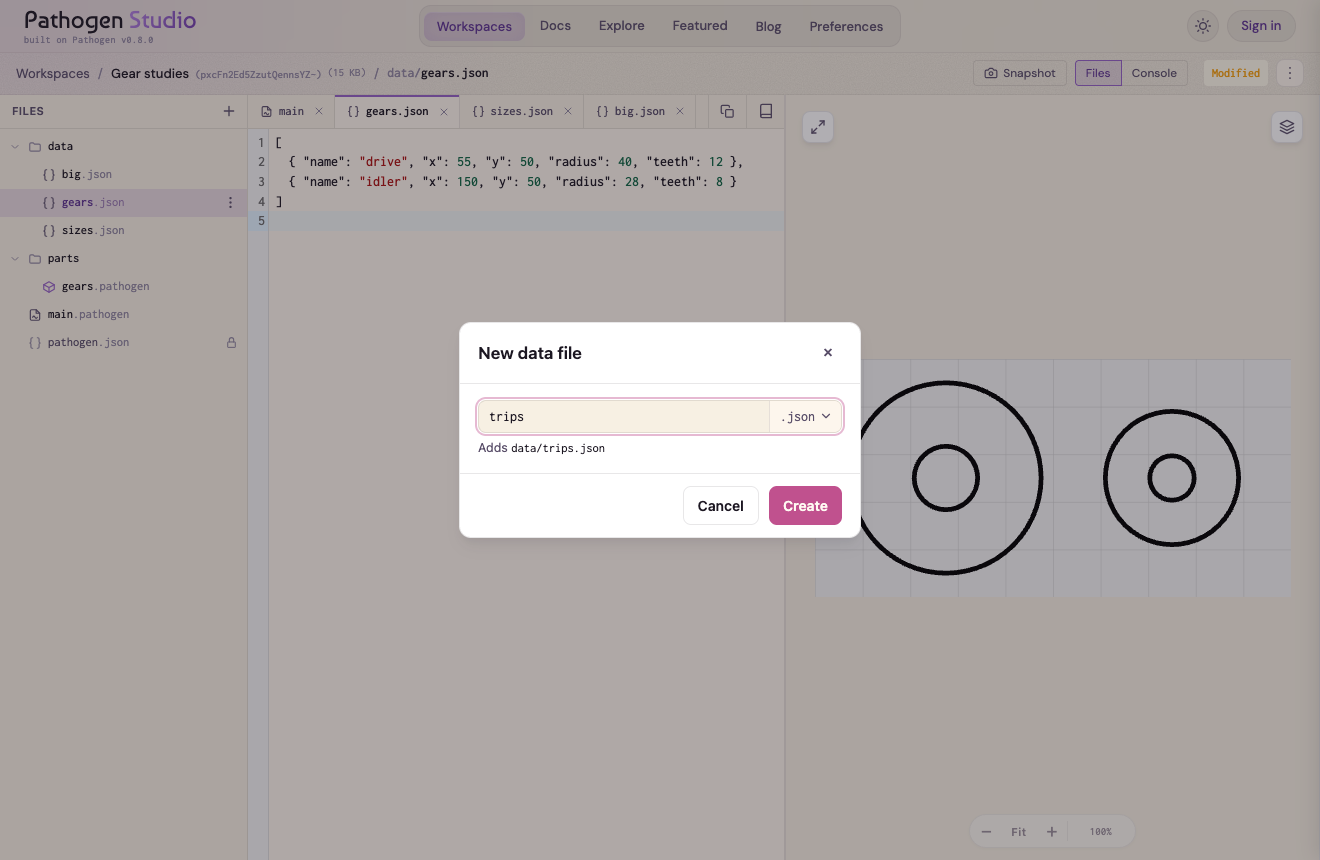 Pathogen Studio
built on Pathogen v0.8.0
Workspaces
Docs
Explore
Featured
Blog
Preferences
Sign in
Workspaces / Gear studies (pxcFn2Ed5ZzutQennsYZ~) (15 KB) / data/gears.json
Snapshot
Files
Console
Modified
FILES
data
big.json
gears.json
sizes.json
parts
gears.pathogen
main.pathogen
pathogen.json
main
gears.json
sizes.json
big.json
1 [
2 { "name": "drive", "x": 55, "y": 50, "radius": 40, "teeth": 12 },
3 { "name": "idler", "x": 150, "y": 50, "radius": 28, "teeth": 8 }
4 ]
5
New data file
trips
.json
Adds data/trips.json
Cancel
Create
Fit
100%